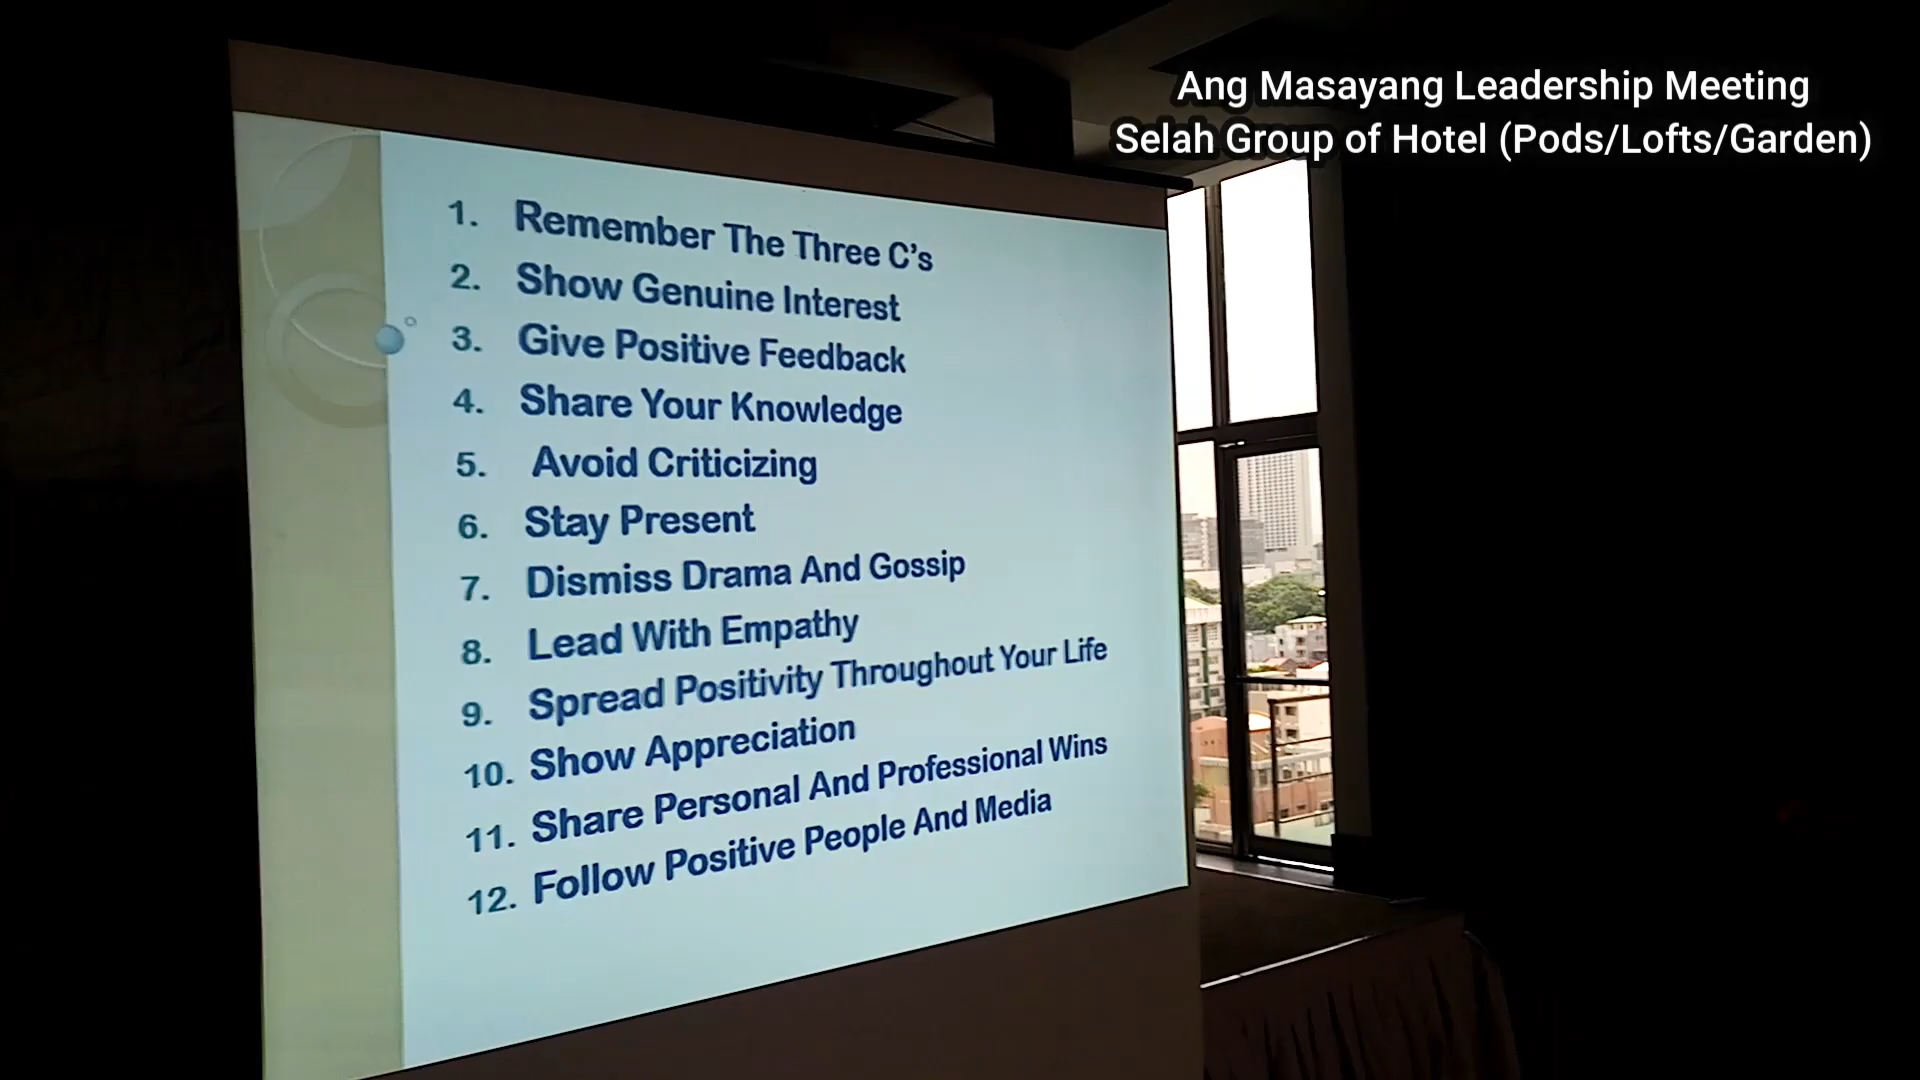 Ang Masayang Leadership Meeting
Selah Group of Hotel (Pods/Lofts/Garden)
1. Remember The Three C's
2. Show Genuine Interest
3. Give Positive Feedback
4. Share Your Knowledge
5. Avoid Criticizing
6. Stay Present
7. Dismiss Drama And Gossip
8. Lead With Empathy
9. Spread Positivity Throughout Your Life
10. Show Appreciation
11. Share Personal And Professional Wins
12. Follow Positive People And Media